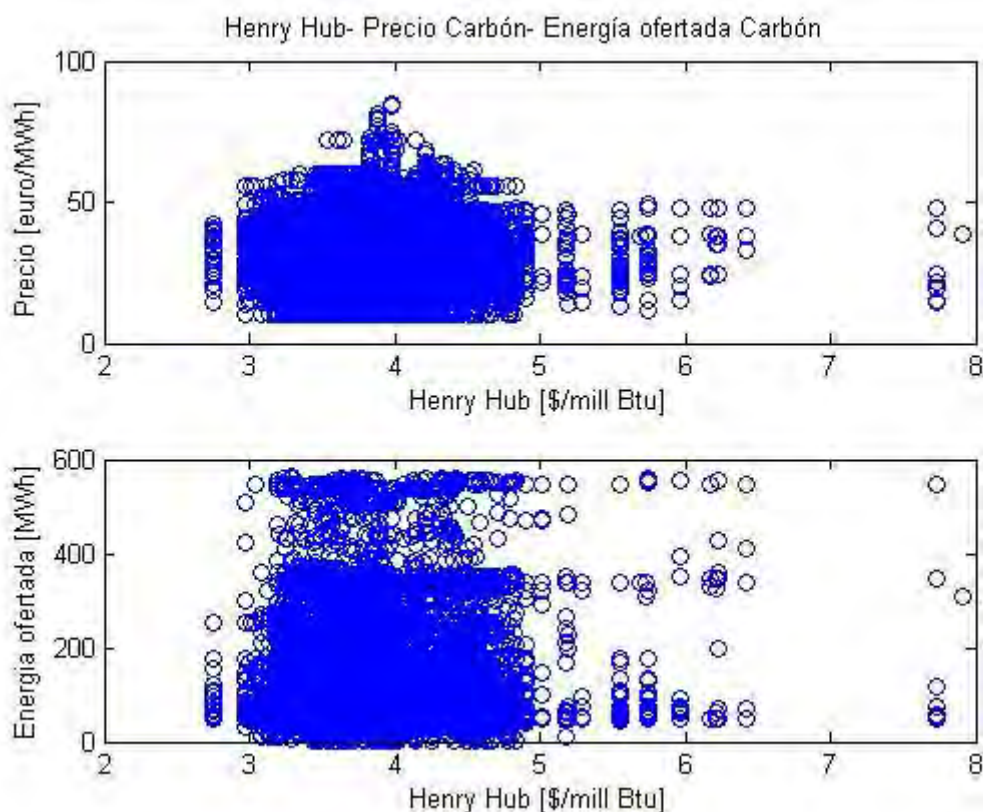 Henry Hub- Precio Carbón- Energía ofertada Carbón
100
50
0
Precio [euro/MWh]
2 3 4 5 6 7 8
Henry Hub [$/mill Btu]
600
400
200
0
Energía ofertada [MWh]
2 3 4 5 6 7 8
Henry Hub [$/mill Btu]